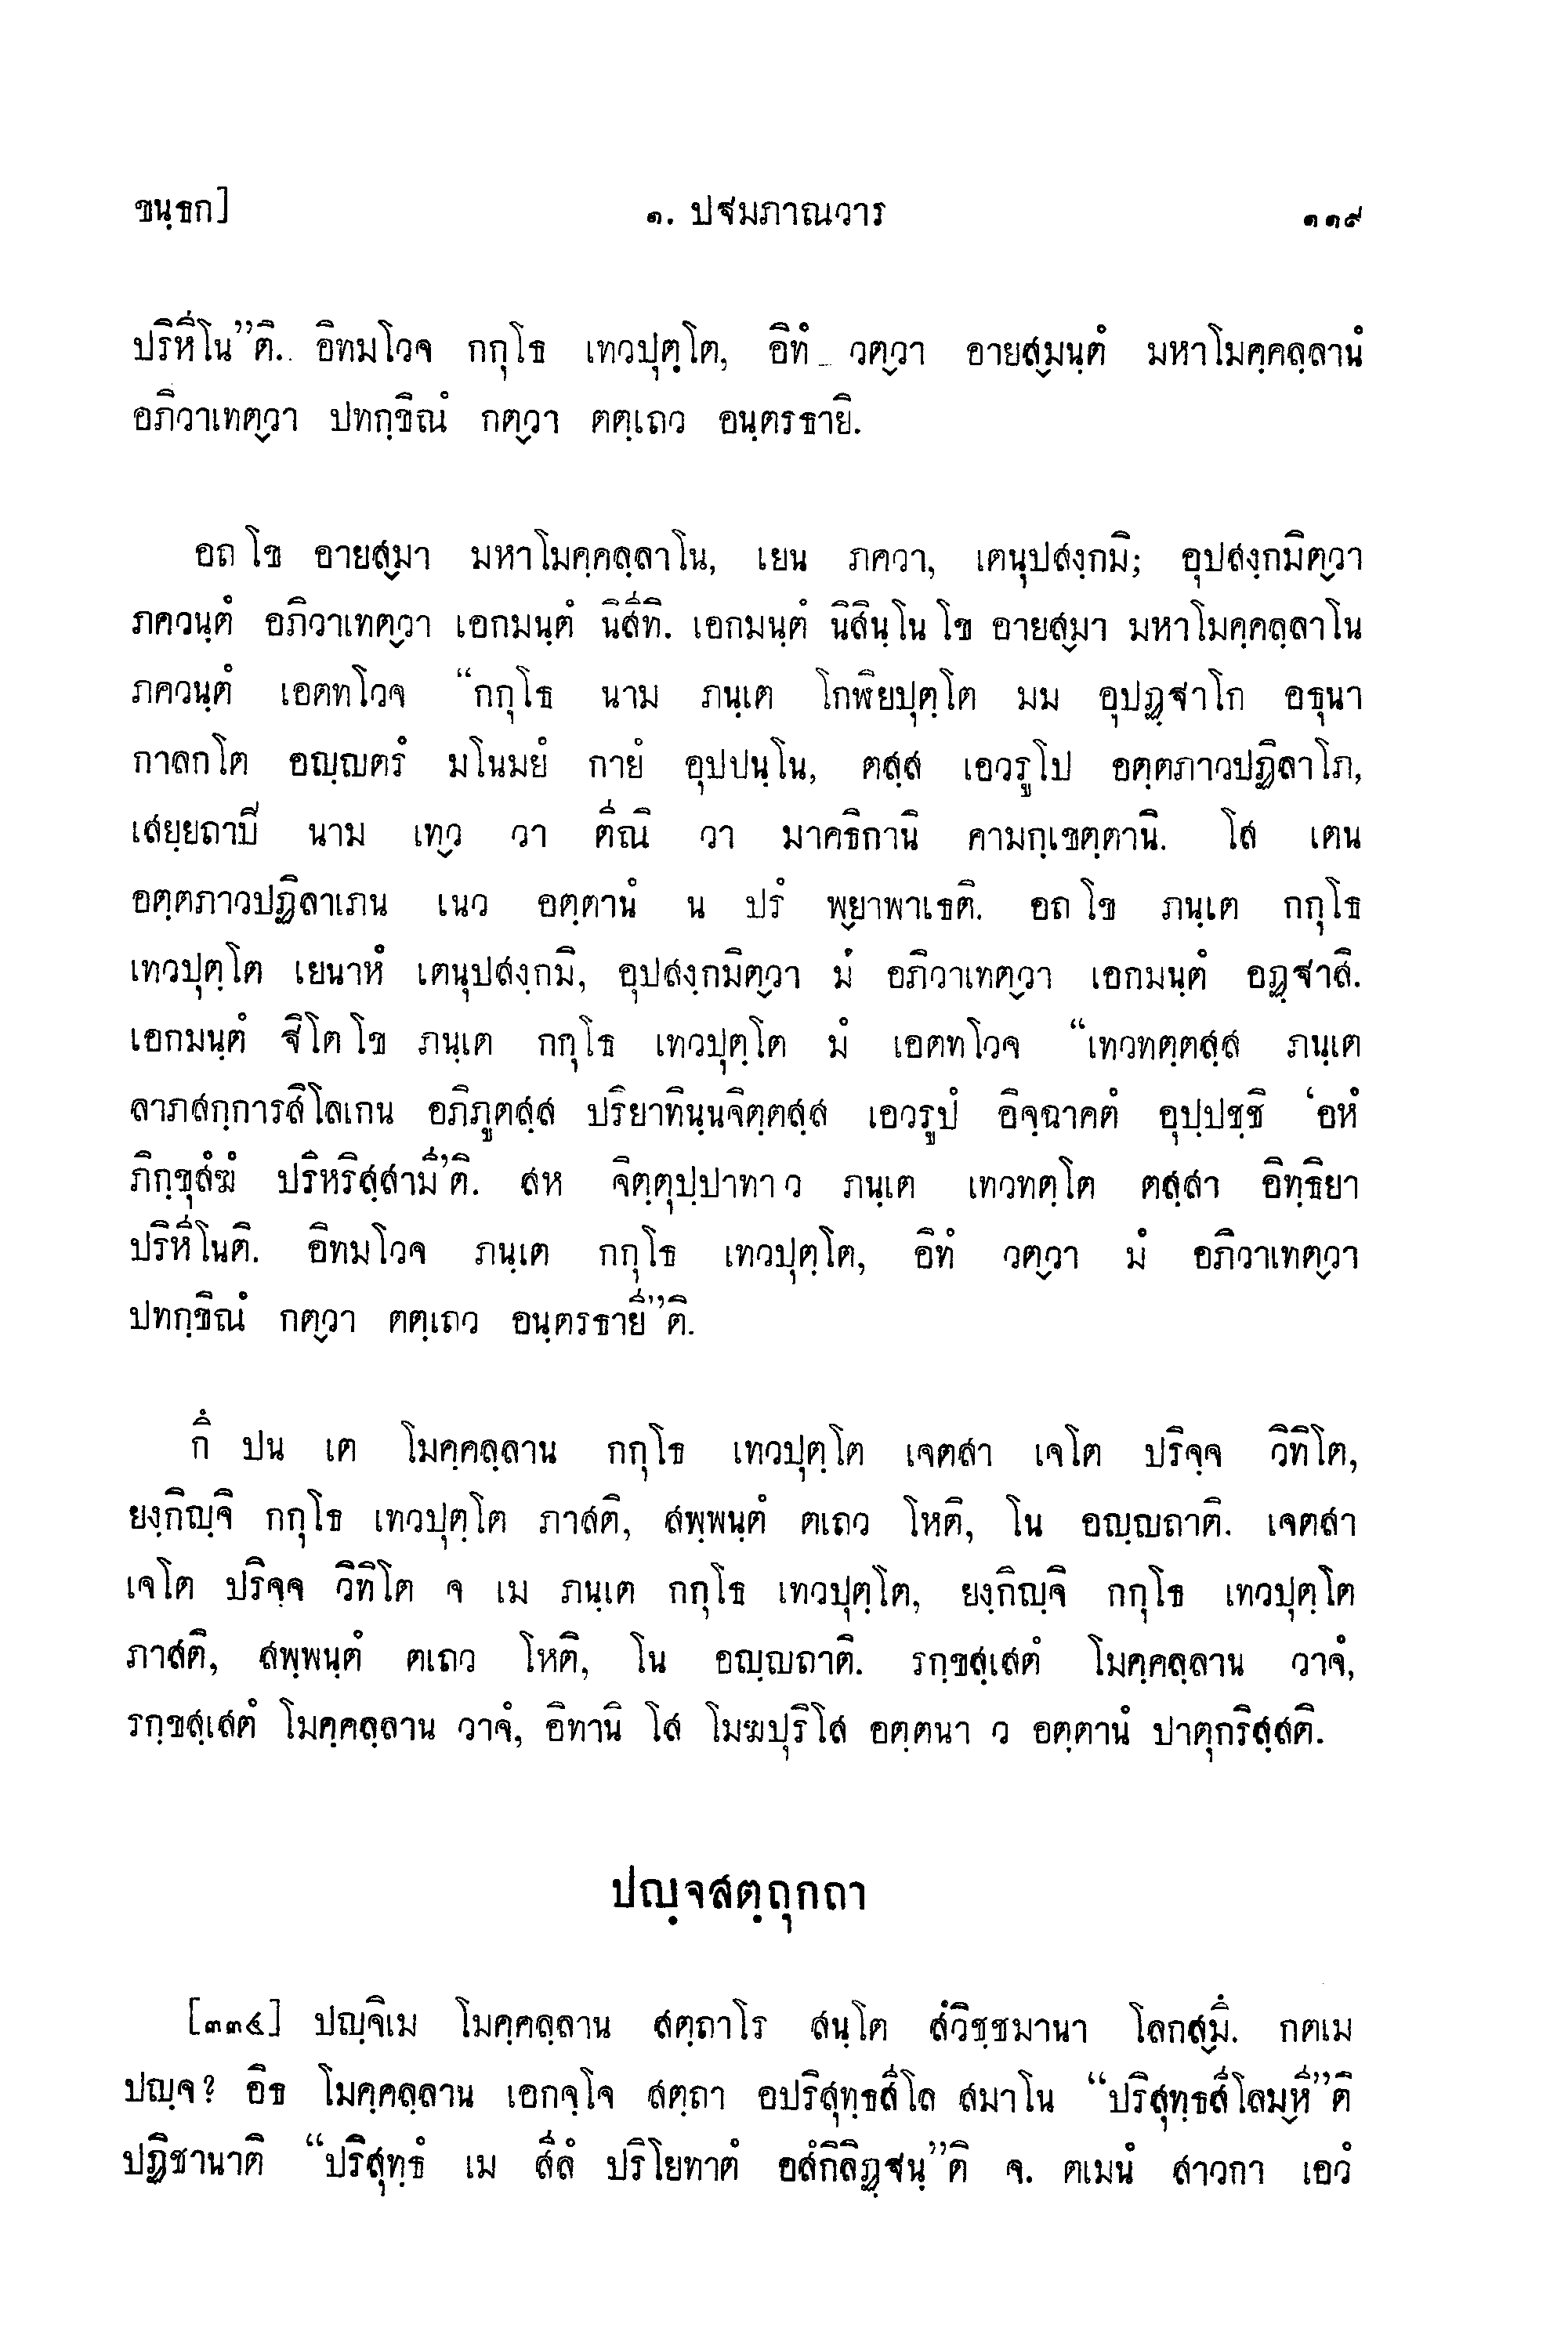 ขนฺธก]
๑. ปฐมภาณวาร
๑๑๙
ปริหีโน”ติ. อิทมโวจ กกุโธ เทวปุตฺโต, อิทํ วตฺวา อายสฺมนฺตํ มหาโมคฺคลฺลานํ
อภิวาเทตฺวา ปทกฺขิณํ กตฺวา ตตฺเถว อนฺตรธายิ.
อถ โข อายสฺมา มหาโมคฺคลฺลาโน, เยน ภควา, เตนุปสงฺกมิ; อุปสงฺกมิตฺวา
ภควนฺตํ อภิวาเทตฺวา เอกมนฺตํ นิสีทิ. เอกมนฺตํ นิสินฺโน โข อายสฺมา มหาโมคฺคลฺลาโน
ภควนฺตํ เอตทโวจ “กกุโธ นาม ภนฺเต โกฬิยปุตฺโต มม อุปฏฺฐาโก อธุนา
กาลกโต อญฺญตรํ มโนมยํ กายํ อุปปนฺโน, ตสฺส เอวรูโป อตฺตภาวปฏิลาโภ,
เสยฺยถาปิ นาม เทฺว วา ตีณิ วา มาคธิกานิ คามกฺเขตฺตานิ. โส เตน
อตฺตภาวปฏิลาเภน เนว อตฺตานํ น ปรํ พฺยาพาเธติ. อถ โข ภนฺเต กกุโธ
เทวปุตฺโต เยนาหํ เตนุปสงฺกมิ, อุปสงฺกมิตฺวา มํ อภิวาเทตฺวา เอกมนฺตํ อฏฺฐาสิ.
เอกมนฺตํ ฐิโต โข ภนฺเต กกุโธ เทวปุตฺโต มํ เอตทโวจ “เทวทตฺตสฺส ภนฺเต
ลาภสกฺการสิโลเกน อภิภูตสฺส ปริยาทินฺนจิตฺตสฺส เอวรูปํ อิจฺฉาคตํ อุปฺปชฺชิ ‘อหํ
ภิกฺขุสํฆํ ปริหริสฺสามี’ติ. สห จิตฺตุปฺปาทา ว ภนฺเต เทวทตฺโต ตสฺสา อิทฺธิยา
ปริหีโนติ. อิทมโวจ ภนฺเต กกุโธ เทวปุตฺโต, อิทํ วตฺวา มํ อภิวาเทตฺวา
ปทกฺขิณํ กตฺวา ตตฺเถว อนฺตรธายี”ติ.
กึ ปน เต โมคฺคลฺลาน กกุโธ เทวปุตฺโต เจตสา เจโต ปริจฺจ วิทิโต,
ยงฺกิญฺจิ กกุโธ เทวปุตฺโต ภาสติ, สพฺพนฺตํ ตเถว โหติ, โน อญฺญถาติ. เจตสา
เจโต ปริจฺจ วิทิโต จ เม ภนฺเต กกุโธ เทวปุตฺโต, ยงฺกิญฺจิ กกุโธ เทวปุตฺโต
ภาสติ, สพฺพนฺตํ ตเถว โหติ, โน อญฺญถาติ. รกฺขสฺเสตํ โมคฺคลฺลาน วาจํ,
รกฺขสฺเสตํ โมคฺคลฺลาน วาจํ, อิทานิ โส โมฆปุริโส อตฺตนา ว อตฺตานํ ปาตุกริสฺสติ.
ปญฺจสตฺถุกถา
[๓๓๔] ปญฺจิเม โมคฺคลฺลาน สตฺถาโร สนฺโต สํวิชฺชมานา โลกสฺมึ. กตเม
ปญฺจ? อิธ โมคฺคลฺลาน เอกจฺโจ สตฺถา อปริสุทฺธสีโล สมาโน “ปริสุทฺธสีโลมฺหี”ติ
ปฏิชานาติ “ปริสุทฺธํ เม สีลํ ปริโยทาตํ อสํกิลิฏฺฐนฺ”ติ จ. ตเมนํ สาวกา เอวํ